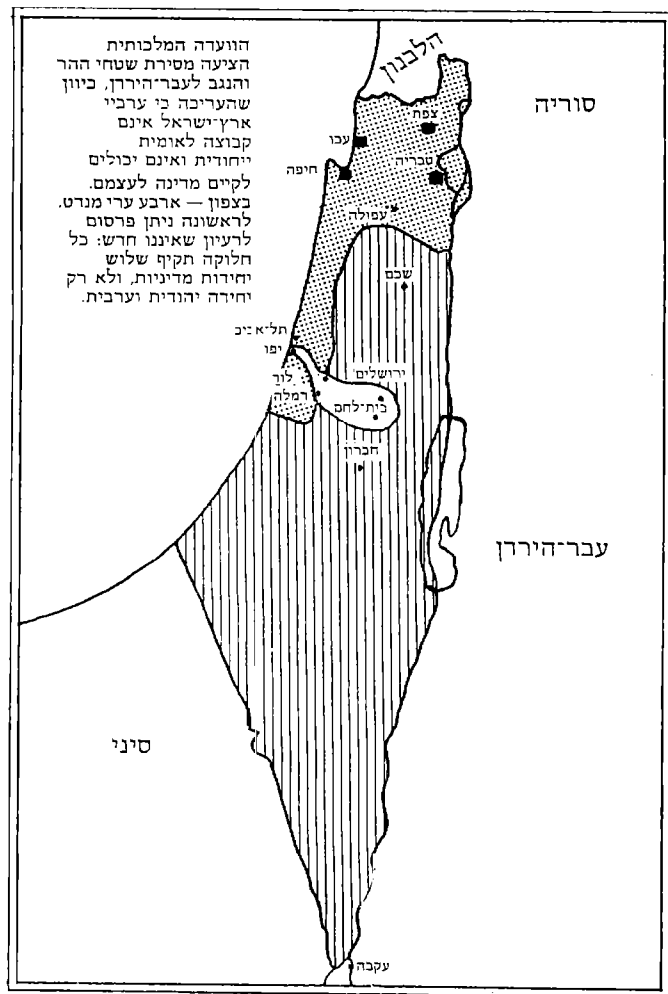 הוועדה המלכותית
הציעה מסירת שטחי ההר
והנגב לעבר־הירדן, כיוון
שהעריכה כי ערביי
ארץ־ישראל אינם
קבוצה לאומית
ייחודית ואינם יכולים
לקיים מדינה לעצמם.
בצפון — ארבע ערי מנדט.
לראשונה ניתן פרסום
לרעיון שאיננו חדש: כל
חלוקה תקיף שלוש
יחידות מדיניות, ולא רק
יחידה יהודית וערבית.
הלבנון
סוריה
צפת
עכו
טבריה
חיפה
עפולה
שכם
תל־אביב
יפו
ירושלים
לוד
רמלה
בית־לחם
חברון
עבר־הירדן
סיני
עקבה